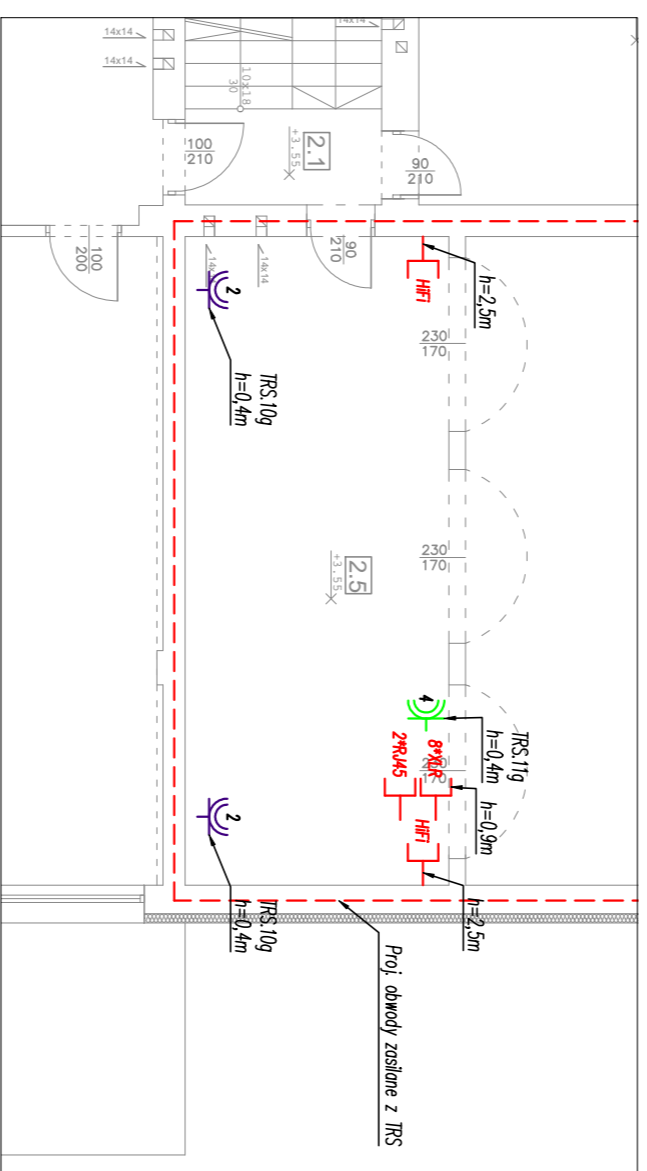 14x14
14x14
14x14
10x18
30
2.1
+3.55
100
210
90
210
100
200
90
210
14x14
14x14
HiFi
h=2,5m
230
170
2
TRS.10g
h=0,4m
230
170
2.5
+3.55
4
TRS.11g
h=0,4m
8*XLR
2*RJ45
170
h=0,9m
HiFi
h=2,5m
2
TRS.10g
h=0,4m
Proj. obwody zasilane z TRS